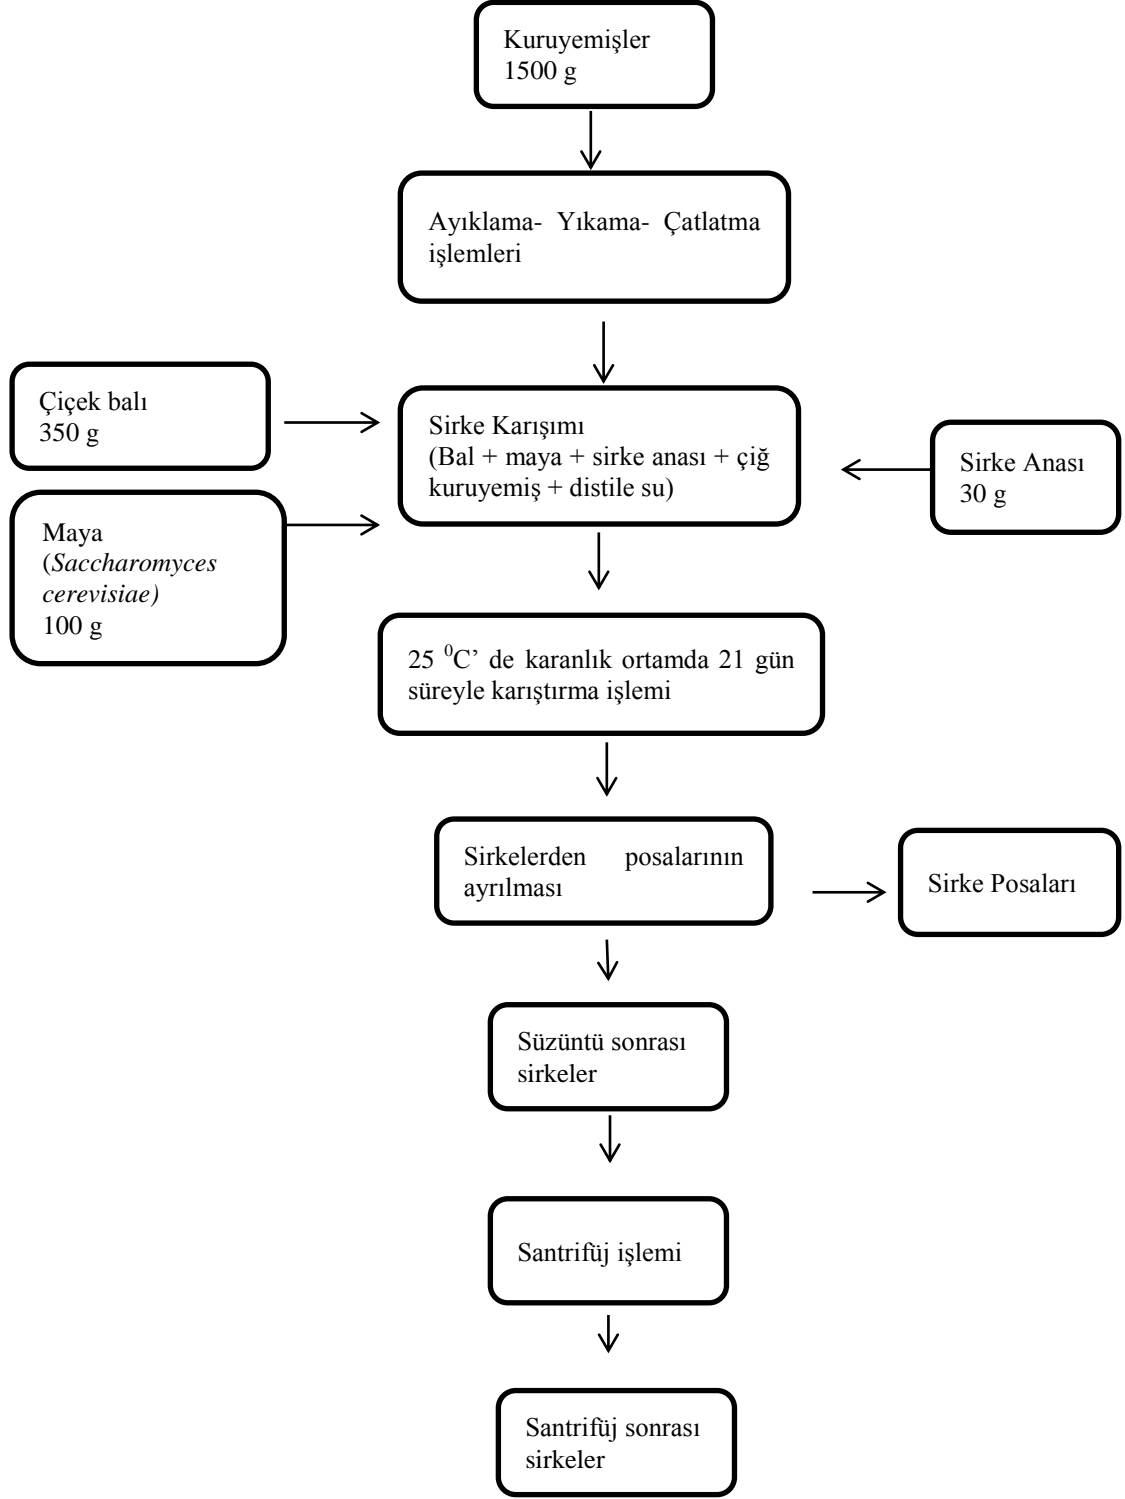 Kuruyemişler
1500 g
Ayıklama- Yıkama- Çatlatma
işlemleri
Çiçek balı
350 g
Sirke Karışımı
(Bal + maya + sirke anası + çiğ
kuruyemiş + distile su)
Sirke Anası
30 g
Maya
(Saccharomyces
cerevisiae)
100 g
25 ⁰C’ de karanlık ortamda 21 gün
süreyle karıştırma işlemi
Sirkelerden posalarının
ayrılması
Sirke Posaları
Süzüntü sonrası
sirkeler
Santrifüj işlemi
Santrifüj sonrası
sirkeler